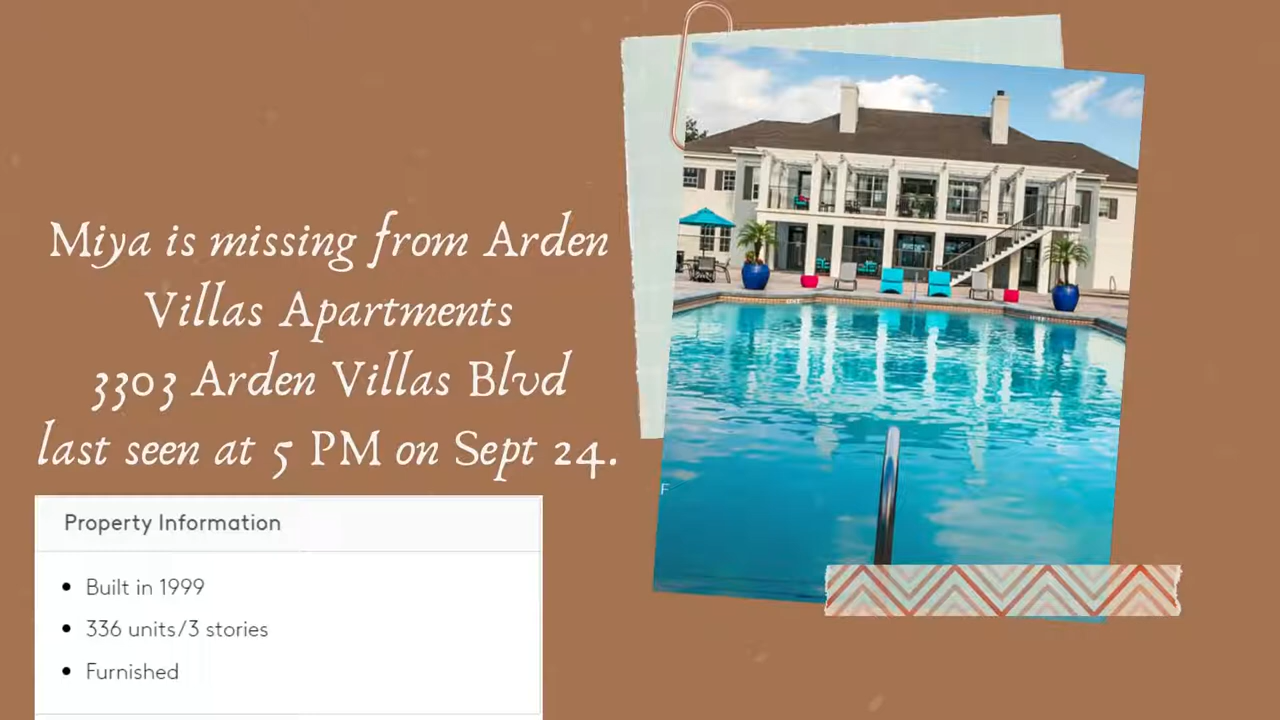 Miya is missing from Arden
Villas Apartments
3303 Arden Villas Blvd
last seen at 5 PM on Sept 24.
Property Information
Built in 1999
336 units/3 stories
Furnished
F